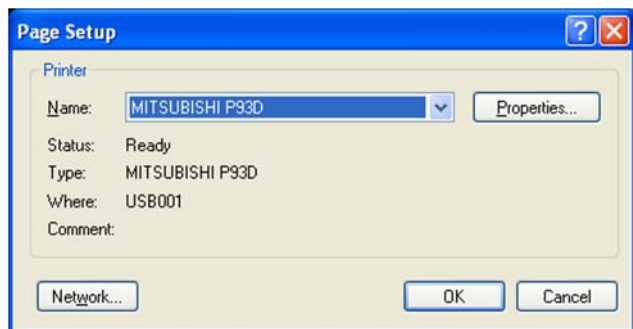 Page Setup
Printer
Name: MITSUBISHI P93D Properties...
Status: Ready
Type: MITSUBISHI P93D
Where: USB001
Comment:
Network... OK Cancel